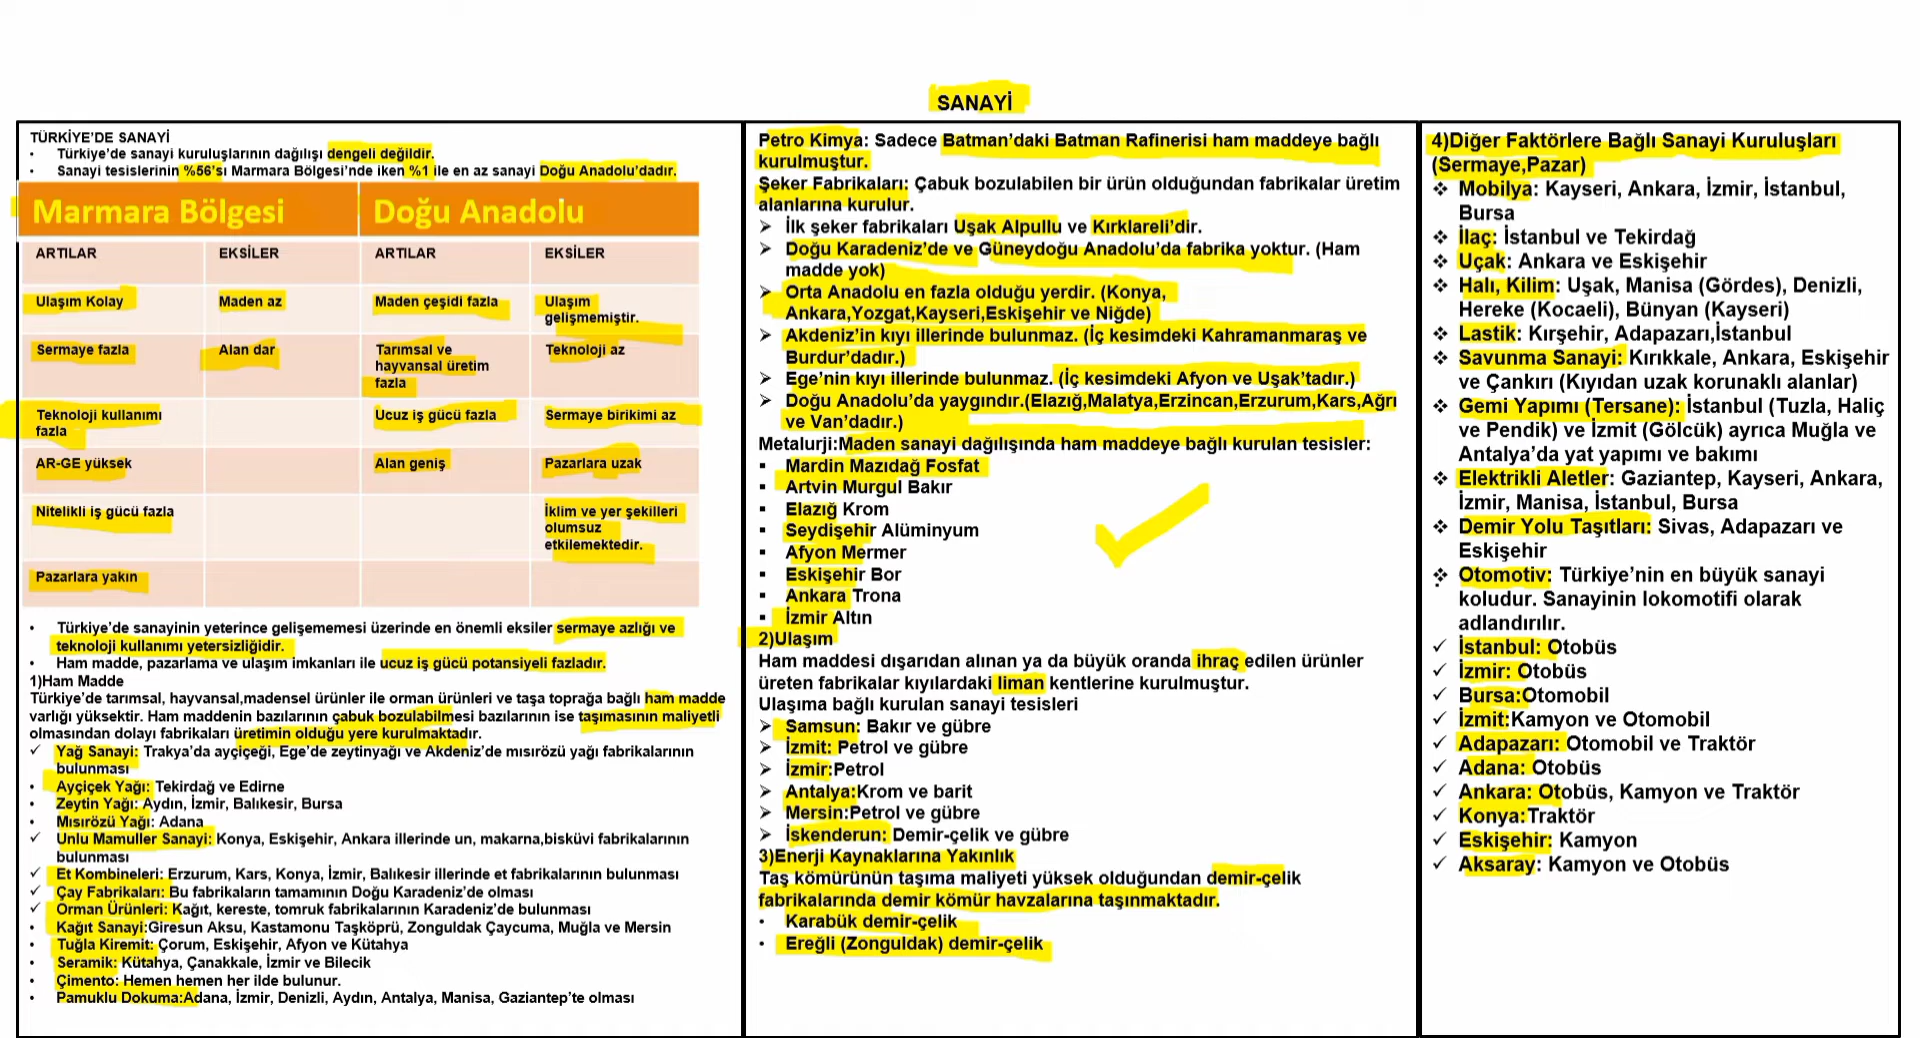 SANAYİ
TÜRKİYE'DE SANAYİ
• Türkiye'de sanayi kuruluşlarının dağılışı dengeli değildir.
• Sanayi tesislerinin %56'sı Marmara Bölgesi'nde iken %1 ile en az sanayi Doğu Anadolu'dadır.
Marmara Bölgesi Doğu Anadolu
ARTILAR EKSİLER ARTILAR EKSİLER
Ulaşım Kolay Maden az Maden çeşidi fazla Ulaşım
gelişmemiştir.
Sermaye fazla Alan dar Tarımsal ve Teknoloji az
hayvansal üretim
fazla
Teknoloji kullanımı Ucuz iş gücü fazla Sermaye birikimi az
fazla
AR-GE yüksek Alan geniş Pazarlara uzak
Nitelikli iş gücü fazla İklim ve yer şekilleri
olumsuz
etkilemektedir.
Pazarlara yakın
• Türkiye'de sanayinin yeterince gelişememesi üzerinde en önemli eksiler sermaye azlığı ve
teknoloji kullanımı yetersizliğidir.
• Ham madde, pazarlama ve ulaşım imkanları ile ucuz iş gücü potansiyeli fazladır.
1)Ham Madde
Türkiye'de tarımsal, hayvansal,madensel ürünler ile orman ürünleri ve taşa toprağa bağlı ham madde
varlığı yüksektir. Ham maddenin bazılarının çabuk bozulabilmesi bazılarının ise taşımasının maliyetli
olmasından dolayı fabrikaları üretimin olduğu yere kurulmaktadır.
✓ Yağ Sanayi: Trakya'da ayçiçeği, Ege'de zeytinyağı ve Akdeniz'de mısırözü yağı fabrikalarının
bulunması
• Ayçiçek Yağı: Tekirdağ ve Edirne
• Zeytin Yağı: Aydın, İzmir, Balıkesir, Bursa
• Mısırözü Yağı: Adana
✓ Unlu Mamuller Sanayi: Konya, Eskişehir, Ankara illerinde un, makarna,bisküvi fabrikalarının
bulunması
✓ Et Kombineleri: Erzurum, Kars, Konya, İzmir, Balıkesir illerinde et fabrikalarının bulunması
✓ Çay Fabrikaları: Bu fabrikaların tamamının Doğu Karadeniz'de olması
✓ Orman Ürünleri: Kağıt, kereste, tomruk fabrikalarının Karadeniz'de bulunması
• Kağıt Sanayi:Giresun Aksu, Kastamonu Taşköprü, Zonguldak Çaycuma, Muğla ve Mersin
• Tuğla Kiremit: Çorum, Eskişehir, Afyon ve Kütahya
• Seramik: Kütahya, Çanakkale, İzmir ve Bilecik
• Çimento: Hemen hemen her ilde bulunur.
• Pamuklu Dokuma:Adana, İzmir, Denizli, Aydın, Antalya, Manisa, Gaziantep'te olması
Petro Kimya: Sadece Batman'daki Batman Rafinerisi ham maddeye bağlı
kurulmuştur.
Şeker Fabrikaları: Çabuk bozulabilen bir ürün olduğundan fabrikalar üretim
alanlarına kurulur.
➢ İlk şeker fabrikaları Uşak Alpullu ve Kırklareli'dir.
➢ Doğu Karadeniz'de ve Güneydoğu Anadolu'da fabrika yoktur. (Ham
madde yok)
➢ Orta Anadolu en fazla olduğu yerdir. (Konya,
Ankara,Yozgat,Kayseri,Eskişehir ve Niğde)
➢ Akdeniz'in kıyı illerinde bulunmaz. (İç kesimdeki Kahramanmaraş ve
Burdur'dadır.)
➢ Ege'nin kıyı illerinde bulunmaz. (İç kesimdeki Afyon ve Uşak'tadır.)
➢ Doğu Anadolu'da yaygındır.(Elazığ,Malatya,Erzincan,Erzurum,Kars,Ağrı
ve Van'dadır.)
Metalurji:Maden sanayi dağılışında ham maddeye bağlı kurulan tesisler:
▪ Mardin Mazıdağ Fosfat
▪ Artvin Murgul Bakır
▪ Elazığ Krom
▪ Seydişehir Alüminyum
▪ Afyon Mermer
▪ Eskişehir Bor
▪ Ankara Trona
▪ İzmir Altın
2)Ulaşım
Ham maddesi dışarıdan alınan ya da büyük oranda ihraç edilen ürünler
üreten fabrikalar kıyılardaki liman kentlerine kurulmuştur.
Ulaşıma bağlı kurulan sanayi tesisleri
➢ Samsun: Bakır ve gübre
➢ İzmit: Petrol ve gübre
➢ İzmir:Petrol
➢ Antalya:Krom ve barit
➢ Mersin:Petrol ve gübre
➢ İskenderun: Demir-çelik ve gübre
3)Enerji Kaynaklarına Yakınlık
Taş kömürünün taşıma maliyeti yüksek olduğundan demir-çelik
fabrikalarında demir kömür havzalarına taşınmaktadır.
• Karabük demir-çelik
• Ereğli (Zonguldak) demir-çelik
4)Diğer Faktörlere Bağlı Sanayi Kuruluşları
(Sermaye,Pazar)
❖ Mobilya: Kayseri, Ankara, İzmir, İstanbul,
Bursa
❖ İlaç: İstanbul ve Tekirdağ
❖ Uçak: Ankara ve Eskişehir
❖ Halı, Kilim: Uşak, Manisa (Gördes), Denizli,
Hereke (Kocaeli), Bünyan (Kayseri)
❖ Lastik: Kırşehir, Adapazarı,İstanbul
❖ Savunma Sanayi: Kırıkkale, Ankara, Eskişehir
ve Çankırı (Kıyıdan uzak korunaklı alanlar)
❖ Gemi Yapımı (Tersane): İstanbul (Tuzla, Haliç
ve Pendik) ve İzmit (Gölcük) ayrıca Muğla ve
Antalya'da yat yapımı ve bakımı
❖ Elektrikli Aletler: Gaziantep, Kayseri, Ankara,
İzmir, Manisa, İstanbul, Bursa
❖ Demir Yolu Taşıtları: Sivas, Adapazarı ve
Eskişehir
❖ Otomotiv: Türkiye'nin en büyük sanayi
koludur. Sanayinin lokomotifi olarak
adlandırılır.
✓ İstanbul: Otobüs
✓ İzmir: Otobüs
✓ Bursa:Otomobil
✓ İzmit:Kamyon ve Otomobil
✓ Adapazarı: Otomobil ve Traktör
✓ Adana: Otobüs
✓ Ankara: Otobüs, Kamyon ve Traktör
✓ Konya:Traktör
✓ Eskişehir: Kamyon
✓ Aksaray: Kamyon ve Otobüs